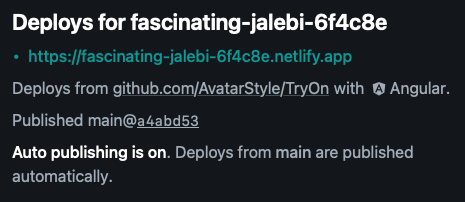 Deploys for fascinating-jalebi-6f4c8e
• https://fascinating-jalebi-6f4c8e.netlify.app
Deploys from github.com/AvatarStyle/TryOn with Angular.
Published main@a4abd53
Auto publishing is on. Deploys from main are published
automatically.